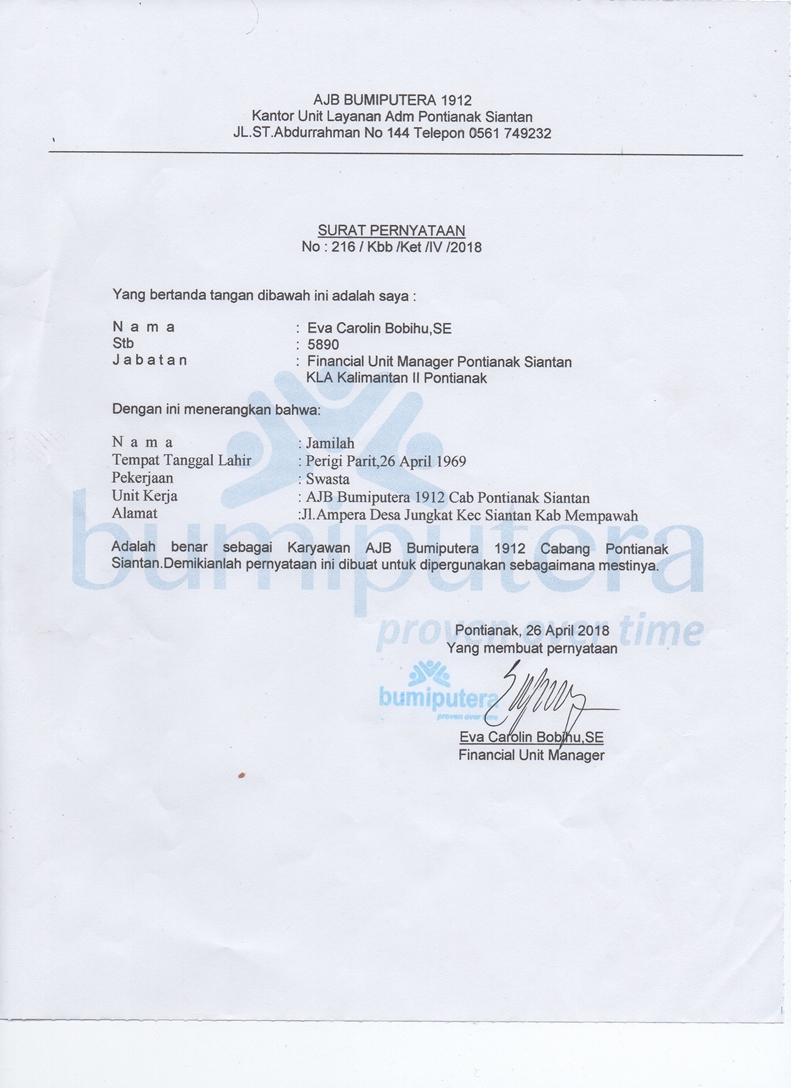 AJB BUMIPUTERA 1912
Kantor Unit Layanan Adm Pontianak Siantan
JL.ST.Abdurrahman No 144 Telepon 0561 749232
SURAT PERNYATAAN
No : 216 / Kbb /Ket /IV /2018
Yang bertanda tangan dibawah ini adalah saya :
N a m a : Eva Carolin Bobihu,SE
Stb : 5890
J a b a t a n : Financial Unit Manager Pontianak Siantan
KLA Kalimantan II Pontianak
Dengan ini menerangkan bahwa:
N a m a : Jamilah
Tempat Tanggal Lahir : Perigi Parit,26 April 1969
Pekerjaan : Swasta
Unit Kerja : AJB Bumiputera 1912 Cab Pontianak Siantan
Alamat :Jl.Ampera Desa Jungkat Kec Siantan Kab Mempawah
bumiputera
Adalah benar sebagai Karyawan AJB Bumiputera 1912 Cabang Pontianak
Siantan.Demikianlah pernyataan ini dibuat untuk dipergunakan sebagaimana mestinya.
proven over time
Pontianak, 26 April 2018
Yang membuat pernyataan
bumiputera
proven over time
Eva Carolin Bobihu,SE
Financial Unit Manager